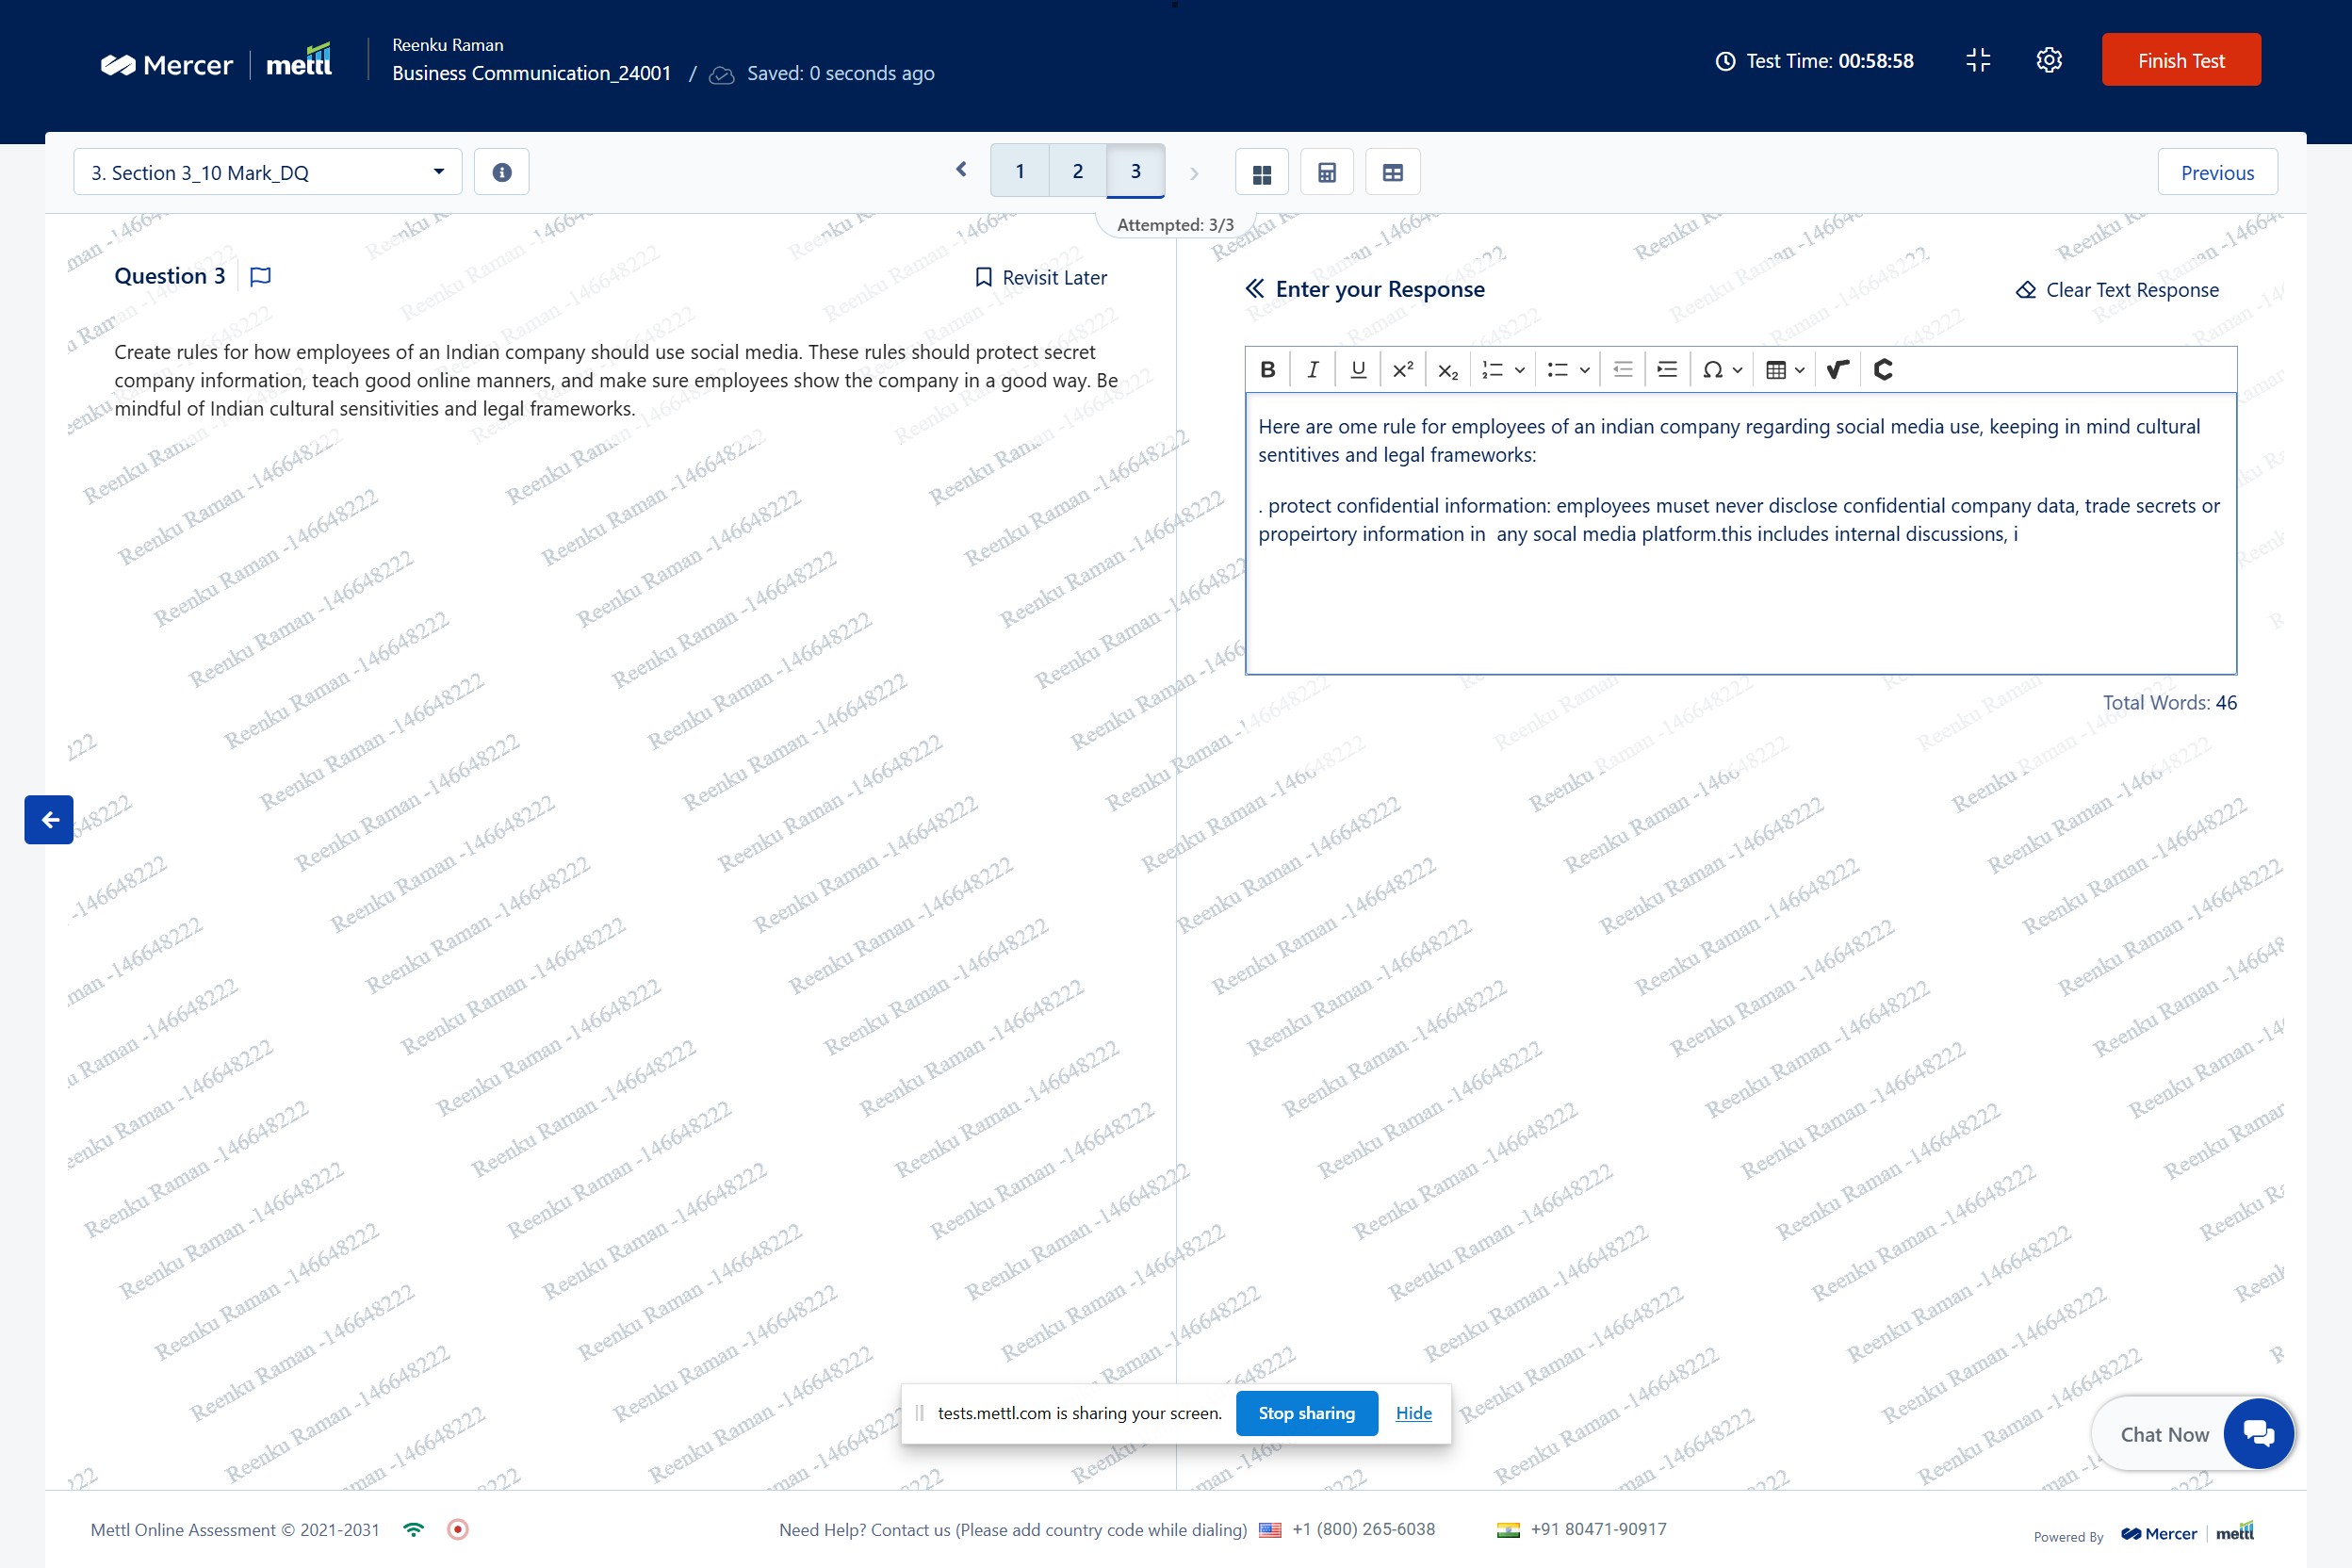 Mercer | mettl
Reenku Raman
Business Communication_24001 / Saved: 0 seconds ago
Test Time: 00:58:58
Finish Test
3. Section 3_10 Mark_DQ
1 2 3
Previous
Attempted: 3/3
Question 3
Revisit Later
Create rules for how employees of an Indian company should use social media. These rules should protect secret
company information, teach good online manners, and make sure employees show the company in a good way. Be
mindful of Indian cultural sensitivities and legal frameworks.
Enter your Response
Clear Text Response
Here are ome rule for employees of an indian company regarding social media use, keeping in mind cultural
sentitives and legal frameworks:
. protect confidential information: employees muset never disclose confidential company data, trade secrets or
propeirtory information in any socal media platform.this includes internal discussions, i
Total Words: 46
Reenku Raman -146648222
tests.mettl.com is sharing your screen.
Stop sharing
Hide
Chat Now
Mettl Online Assessment © 2021-2031
Need Help? Contact us (Please add country code while dialing) +1 (800) 265-6038 +91 80471-90917
Powered By Mercer | mettl